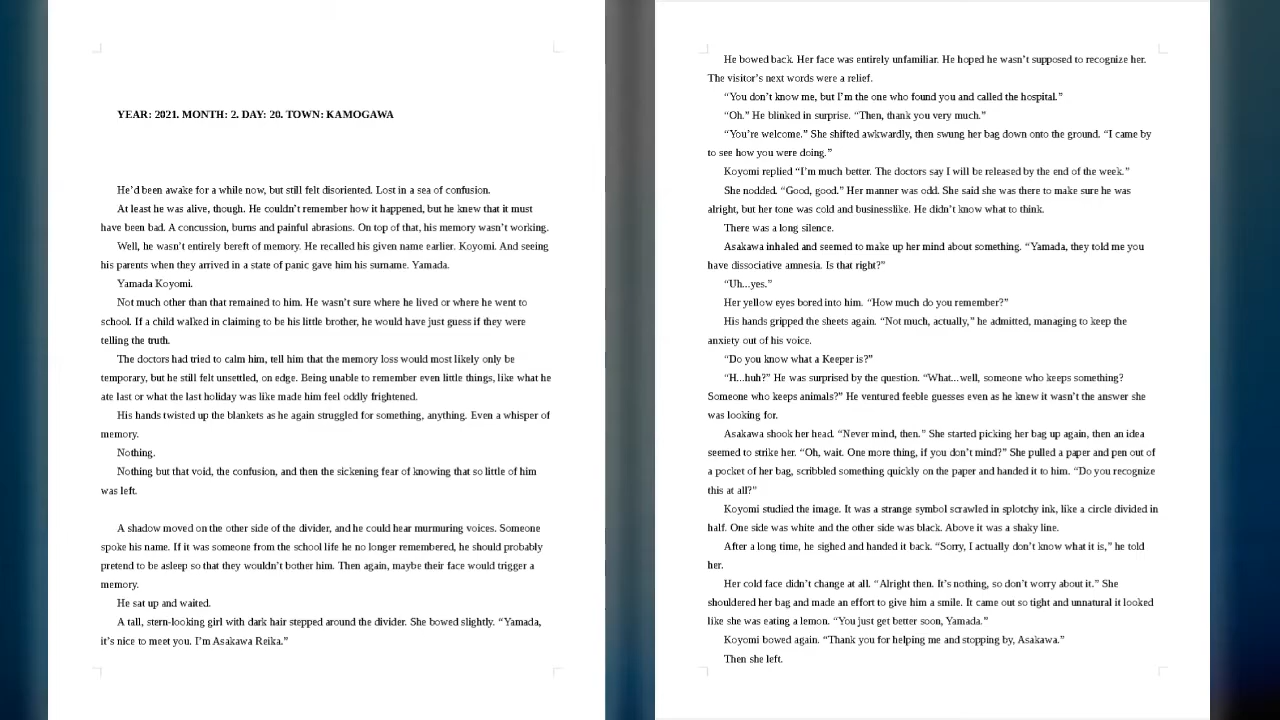 YEAR: 2021. MONTH: 2. DAY: 20. TOWN: KAMOGAWA
He’d been awake for a while now, but still felt disoriented. Lost in a sea of confusion.
At least he was alive, though. He couldn’t remember how it happened, but he knew that it must
have been bad. A concussion, burns and painful abrasions. On top of that, his memory wasn’t working.
Well, he wasn’t entirely bereft of memory. He recalled his given name earlier. Koyomi. And seeing
his parents when they arrived in a state of panic gave him his surname. Yamada.
Yamada Koyomi.
Not much other than that remained to him. He wasn’t sure where he lived or where he went to
school. If a child walked in claiming to be his little brother, he would have just guess if they were
telling the truth.
The doctors had tried to calm him, tell him that the memory loss would most likely only be
temporary, but he still felt unsettled, on edge. Being unable to remember even little things, like what he
ate last or what the last holiday was like made him feel oddly frightened.
His hands twisted up the blankets as he again struggled for something, anything. Even a whisper of
memory.
Nothing.
Nothing but that void, the confusion, and then the sickening fear of knowing that so little of him
was left.
A shadow moved on the other side of the divider, and he could hear murmuring voices. Someone
spoke his name. If it was someone from the school life he no longer remembered, he should probably
pretend to be asleep so that they wouldn’t bother him. Then again, maybe their face would trigger a
memory.
He sat up and waited.
A tall, stern-looking girl with dark hair stepped around the divider. She bowed slightly. “Yamada,
it’s nice to meet you. I’m Asakawa Reika.”
He bowed back. Her face was entirely unfamiliar. He hoped he wasn’t supposed to recognize her.
The visitor’s next words were a relief.
“You don’t know me, but I’m the one who found you and called the hospital.”
“Oh.” He blinked in surprise. “Then, thank you very much.”
“You’re welcome.” She shifted awkwardly, then swung her bag down onto the ground. “I came by
to see how you were doing.”
Koyomi replied “I’m much better. The doctors say I will be released by the end of the week.”
She nodded. “Good, good.” Her manner was odd. She said she was there to make sure he was
alright, but her tone was cold and businesslike. He didn’t know what to think.
There was a long silence.
Asakawa inhaled and seemed to make up her mind about something. “Yamada, they told me you
have dissociative amnesia. Is that right?”
“Uh...yes.”
Her yellow eyes bored into him. “How much do you remember?”
His hands gripped the sheets again. “Not much, actually,” he admitted, managing to keep the
anxiety out of his voice.
“Do you know what a Keeper is?”
“H...huh?” He was surprised by the question. “What...well, someone who keeps something?
Someone who keeps animals?” He ventured feeble guesses even as he knew it wasn’t the answer she
was looking for.
Asakawa shook her head. “Never mind, then.” She started picking her bag up again, then an idea
seemed to strike her. “Oh, wait. One more thing, if you don’t mind?” She pulled a paper and pen out of
a pocket of her bag, scribbled something quickly on the paper and handed it to him. “Do you recognize
this at all?”
Koyomi studied the image. It was a strange symbol scrawled in splotchy ink, like a circle divided in
half. One side was white and the other side was black. Above it was a shaky line.
After a long time, he sighed and handed it back. “Sorry, I actually don’t know what it is,” he told
her.
Her cold face didn’t change at all. “Alright then. It’s nothing, so don’t worry about it.” She
shouldered her bag and made an effort to give him a smile. It came out so tight and unnatural it looked
like she was eating a lemon. “You just get better soon, Yamada.”
Koyomi bowed again. “Thank you for helping me and stopping by, Asakawa.”
Then she left.